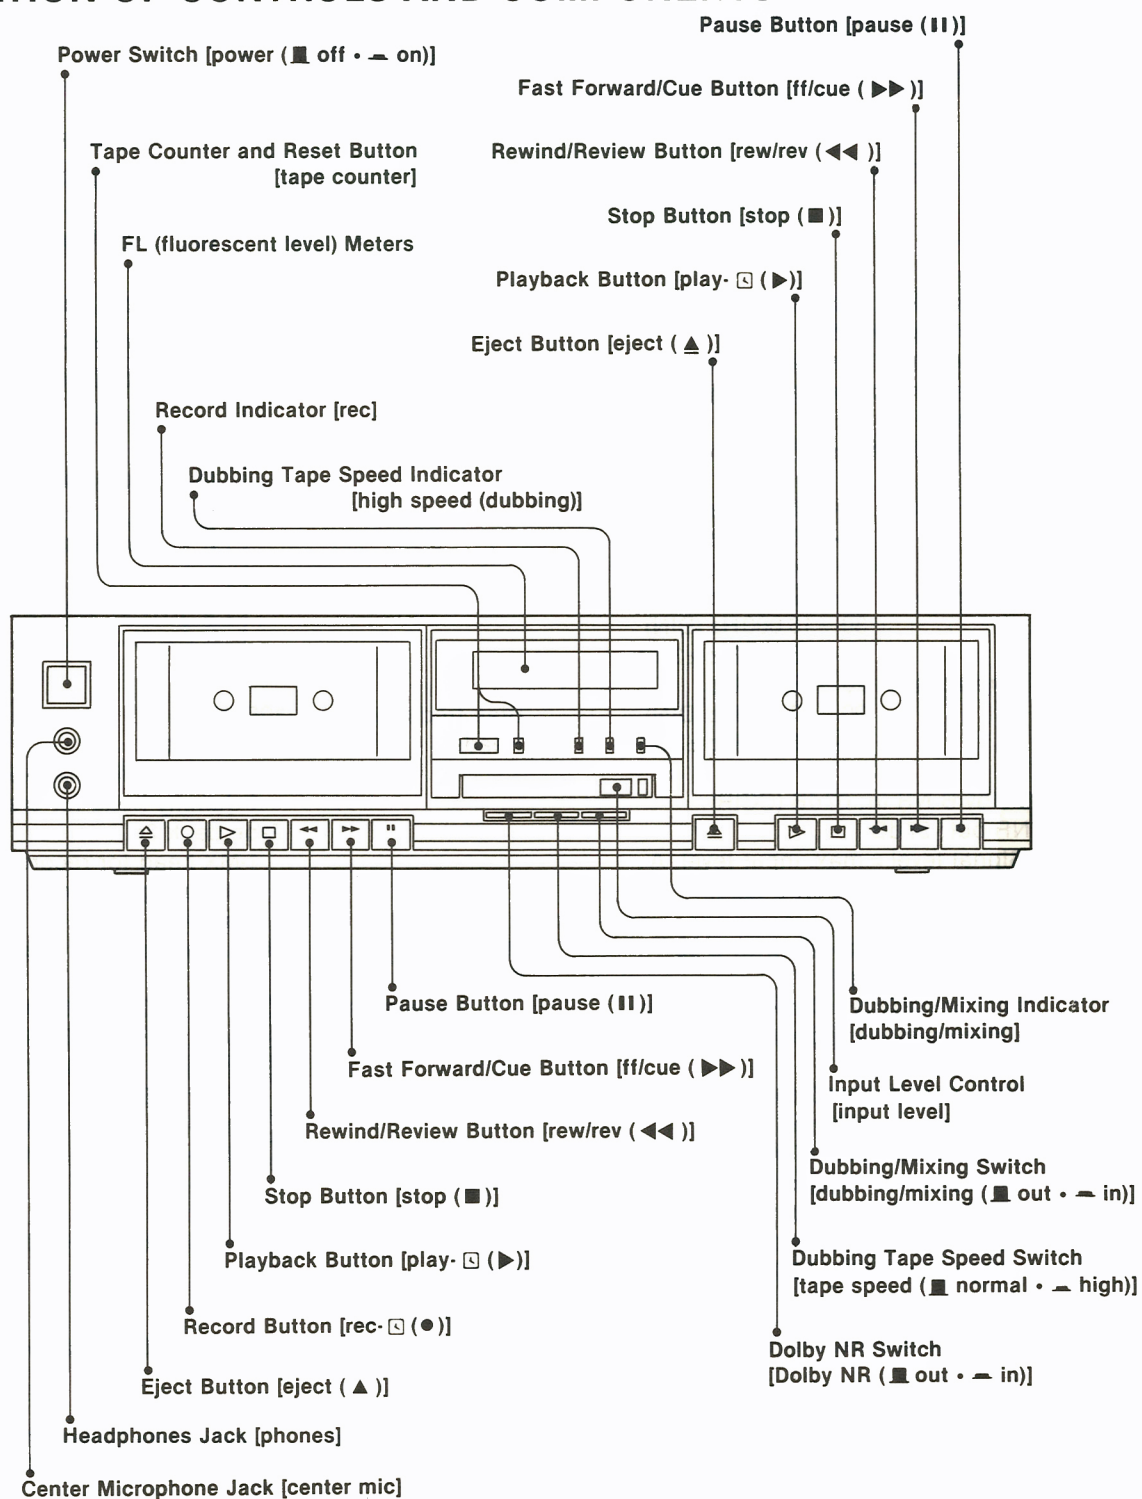 Pause Button [pause (▮▮)]
Power Switch [power (▟ off • ▂ on)]
Fast Forward/Cue Button [ff/cue ( ▶▶ )]
Tape Counter and Reset Button
[tape counter]
Rewind/Review Button [rew/rev (◀◀ )]
Stop Button [stop (■)]
FL (fluorescent level) Meters
Playback Button [play- (▶)]
Eject Button [eject ( ⏏ )]
Record Indicator [rec]
Dubbing Tape Speed Indicator
[high speed (dubbing)]
Pause Button [pause (▮▮)]
Dubbing/Mixing Indicator
[dubbing/mixing]
Fast Forward/Cue Button [ff/cue ( ▶▶ )]
Input Level Control
[input level]
Rewind/Review Button [rew/rev ( ◀◀ )]
Dubbing/Mixing Switch
[dubbing/mixing (▟ out • ▂ in)]
Stop Button [stop (■)]
Playback Button [play- (▶)]
Dubbing Tape Speed Switch
[tape speed (▟ normal • ▂ high)]
Record Button [rec- (●)]
Dolby NR Switch
[Dolby NR (▟ out • ▂ in)]
Eject Button [eject ( ▲ )]
Headphones Jack [phones]
Center Microphone Jack [center mic]